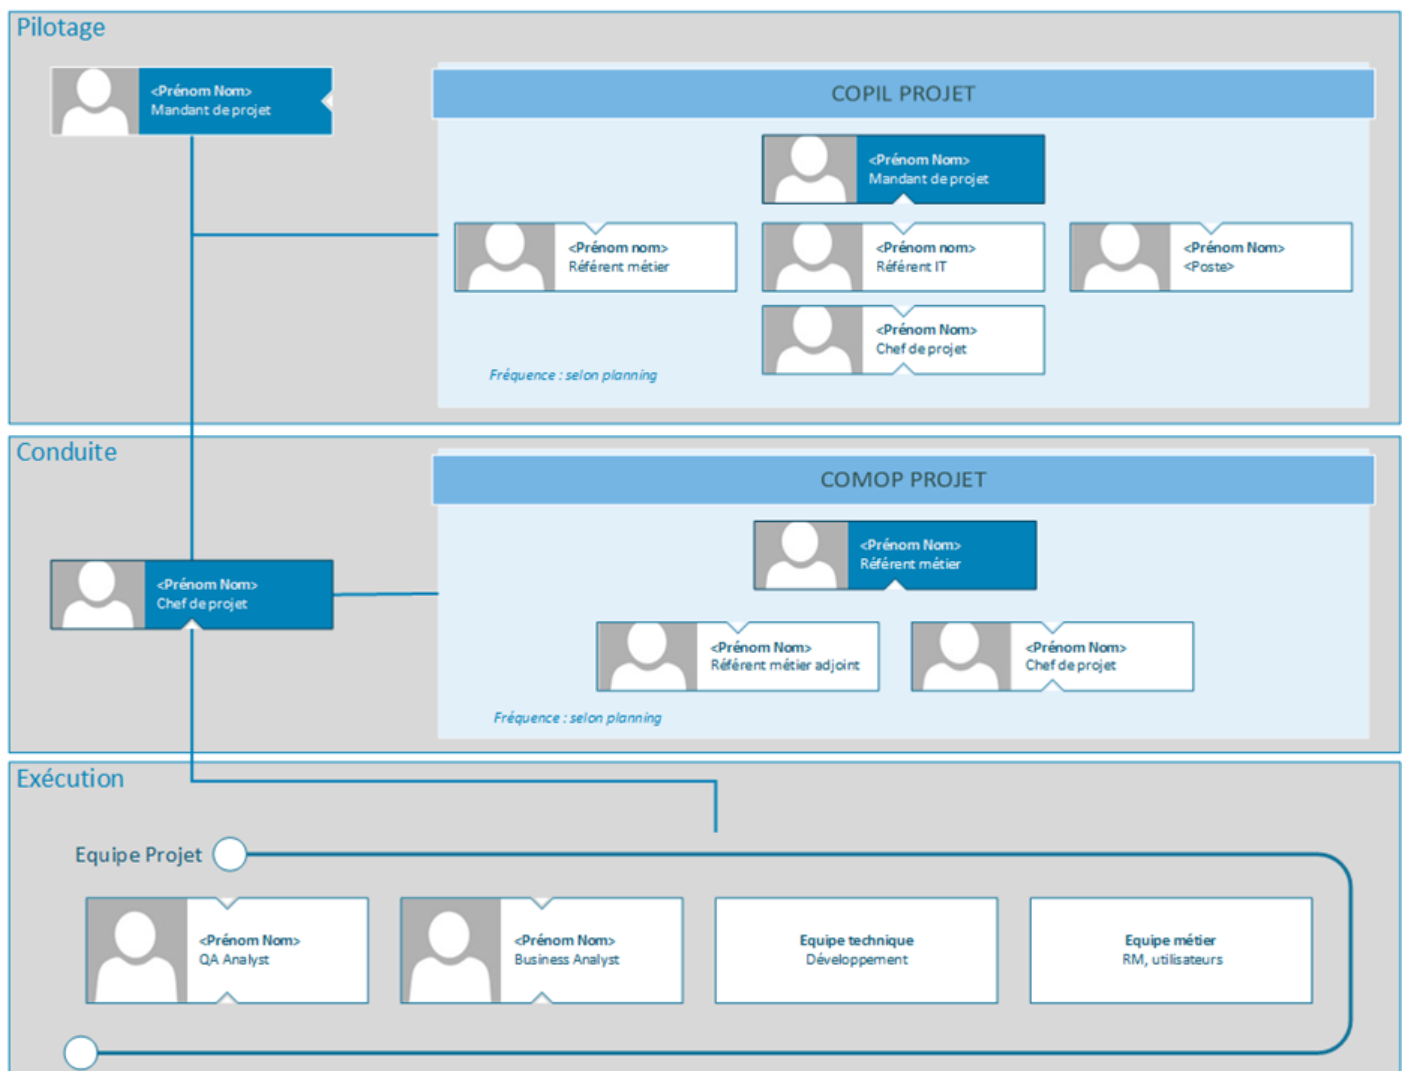 Pilotage
<Prénom Nom>
Mandant de projet
COPIL PROJET
<Prénom Nom>
Mandant de projet
<Prénom nom>
Référent métier
<Prénom nom>
Référent IT
<Prénom Nom>
<Poste>
<Prénom Nom>
Chef de projet
Fréquence : selon planning
Conduite
COMOP PROJET
<Prénom Nom>
Référent métier
<Prénom Nom>
Chef de projet
<Prénom Nom>
Référent métier adjoint
<Prénom Nom>
Chef de projet
Fréquence : selon planning
Exécution
Equipe Projet
<Prénom Nom>
QA Analyst
<Prénom Nom>
Business Analyst
Equipe technique
Développement
Equipe métier
RM, utilisateurs